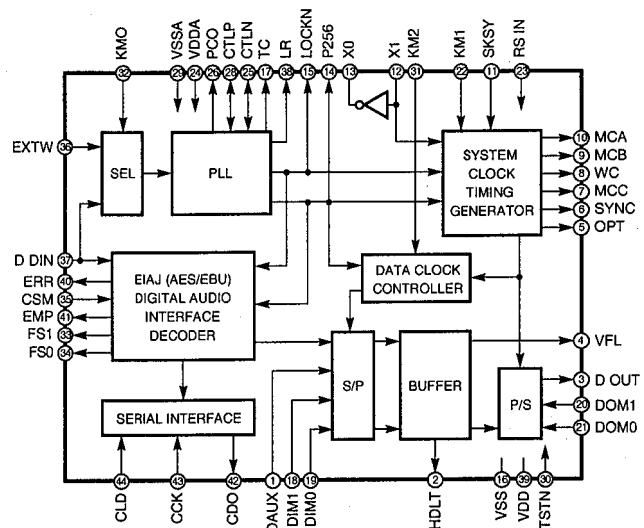 KMO
VSSA
VDDA
PCO
CTLP
CTLN
TC
LR
LOCKN
P256
X0
X1
KM2
KM1
SKSY
RS IN
32
29
24
26
28
25
17
38
15
14
13
12
31
22
11
23
EXTW 36
SEL
PLL
SYSTEM
CLOCK
TIMING
GENERATOR
10 MCA
9 MCB
8 WC
7 MCC
6 SYNC
5 OPT
D DIN 37
ERR 40
CSM 35
EMP 41
FS1 33
FS0 34
EIAJ (AES/EBU)
DIGITAL AUDIO
INTERFACE
DECODER
DATA CLOCK
CONTROLLER
S/P
BUFFER
P/S
4 VFL
3 D OUT
20 DOM1
21 DOM0
SERIAL INTERFACE
44
43
42
1
18
19
2
16
39
30
CLD
CCK
CDO
DAUX
DIM1
DIM0
HDLT
VSS
VDD
TSTN